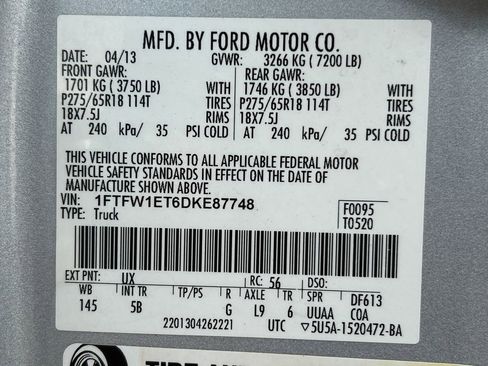 MFD. BY FORD MOTOR CO.
DATE: 04/13 GVWR: 3266 KG ( 7200 LB)
FRONT GAWR: REAR GAWR:
1701 KG ( 3750 LB) 1746 KG ( 3850 LB)
P275/65R18 114T TIRES P275/65R18 114T TIRES
18X7.5J RIMS 18X7.5J RIMS
AT 240 kPa/ 35 PSI COLD AT 240 kPa/ 35 PSI COLD
THIS VEHICLE CONFORMS TO ALL APPLICABLE FEDERAL MOTOR
VEHICLE SAFETY STANDARDS IN EFFECT ON THE DATE OF
MANUFACTURE SHOWN ABOVE.
VIN: 1FTFW1ET6DKE87748 F0095
TYPE: Truck T0520
EXT PNT: UX RC: 56 DSO:
WB INT TR TP/PS R AXLE TR SPR DF613
145 5B G L9 6 UUAA COA
2201304262221 UTC ▽5U5A-1520472-BA